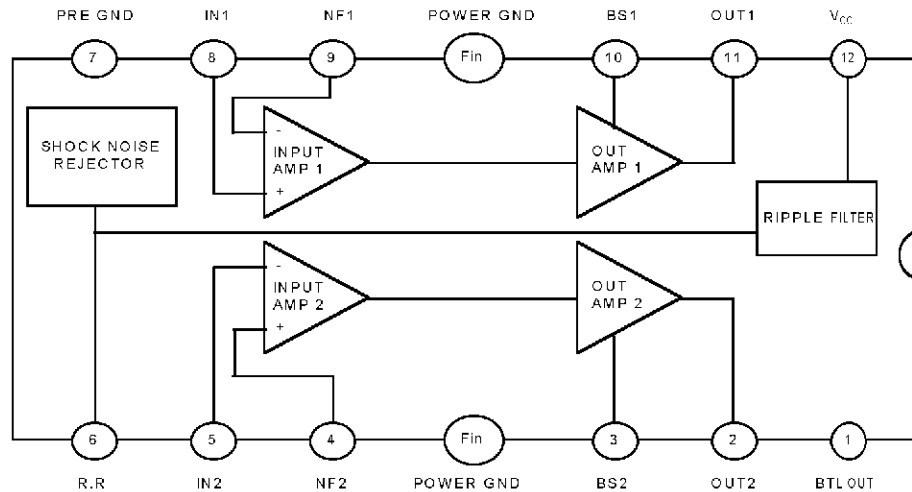 PRE GND IN1 NF1 POWER GND BS1 OUT1 VCC
7 8 9 Fin 10 11 12
SHOCK NOISE
REJECTOR
-
INPUT
AMP 1
+
OUT
AMP 1
RIPPLE FILTER
-
INPUT
AMP 2
+
OUT
AMP 2
6 5 4 Fin 3 2 1
R.R IN2 NF2 POWER GND BS2 OUT2 BTL OUT